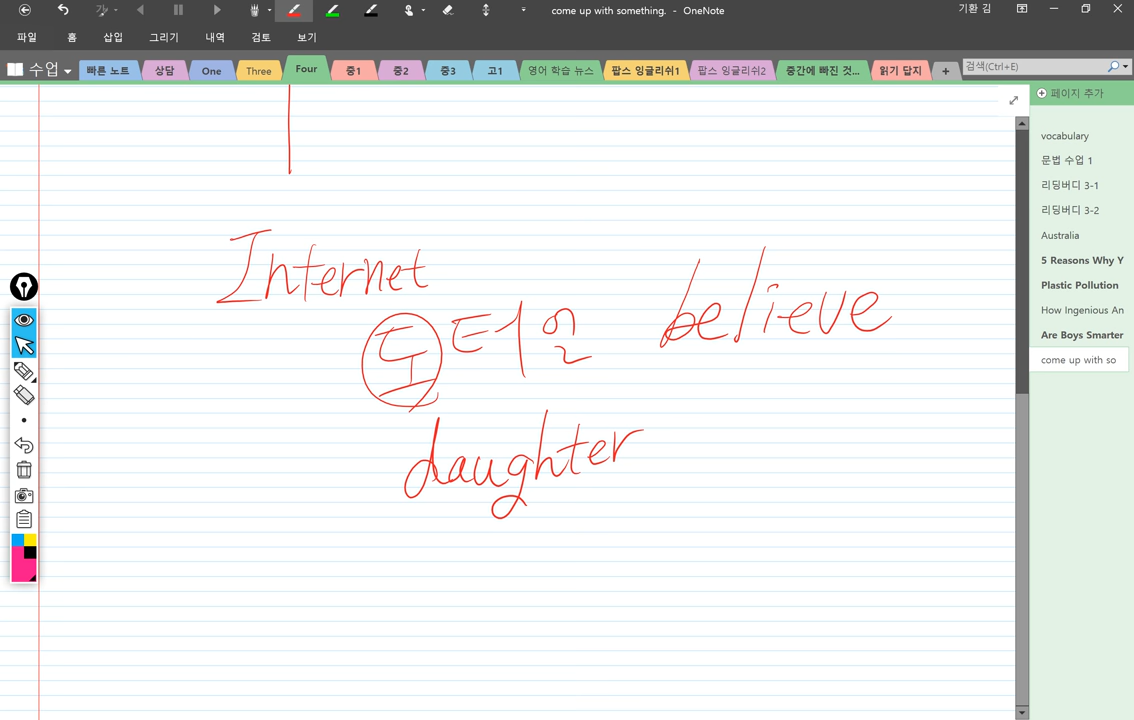 come up with something. - OneNote
기환 김
파일 홈 삽입 그리기 내역 검토 보기
수업 빠른 노트 상담 One Three Four 중1 중2 중3 고1 영어 학습 뉴스 팝스 잉글리쉬1 팝스 잉글리쉬2 중간에 빠진 것... 읽기 답지 + 검색(Ctrl+E)
페이지 추가
vocabulary
문법 수업 1
리딩버디 3-1
리딩버디 3-2
Australia
5 Reasons Why Y
Plastic Pollution
How Ingenious An
Are Boys Smarter
come up with so
Internet
believe
daughter